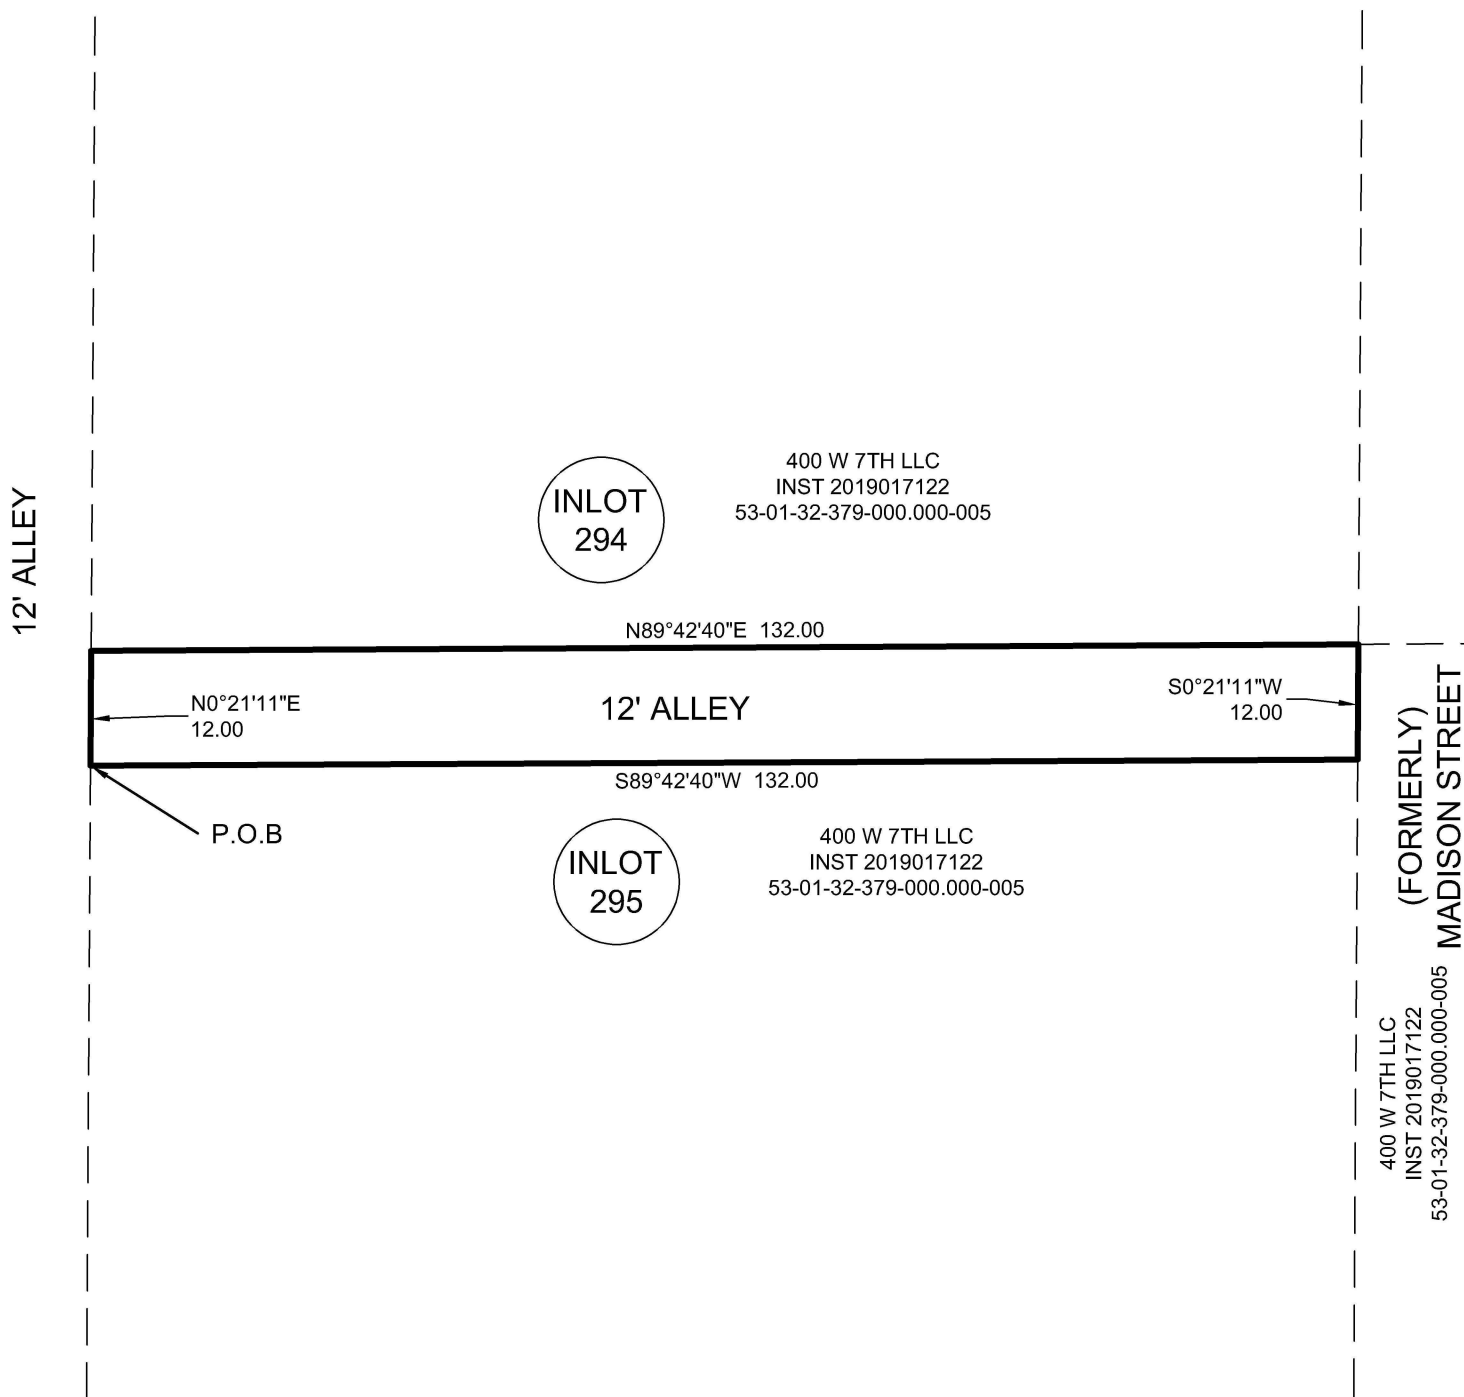 12' ALLEY
INLOT
294
400 W 7TH LLC
INST 2019017122
53-01-32-379-000.000-005
N89°42'40"E 132.00
N0°21'11"E
12.00
12' ALLEY
S0°21'11"W
12.00
S89°42'40"W 132.00
P.O.B
INLOT
295
400 W 7TH LLC
INST 2019017122
53-01-32-379-000.000-005
(FORMERLY)
MADISON STREET
400 W 7TH LLC
INST 2019017122
53-01-32-379-000.000-005